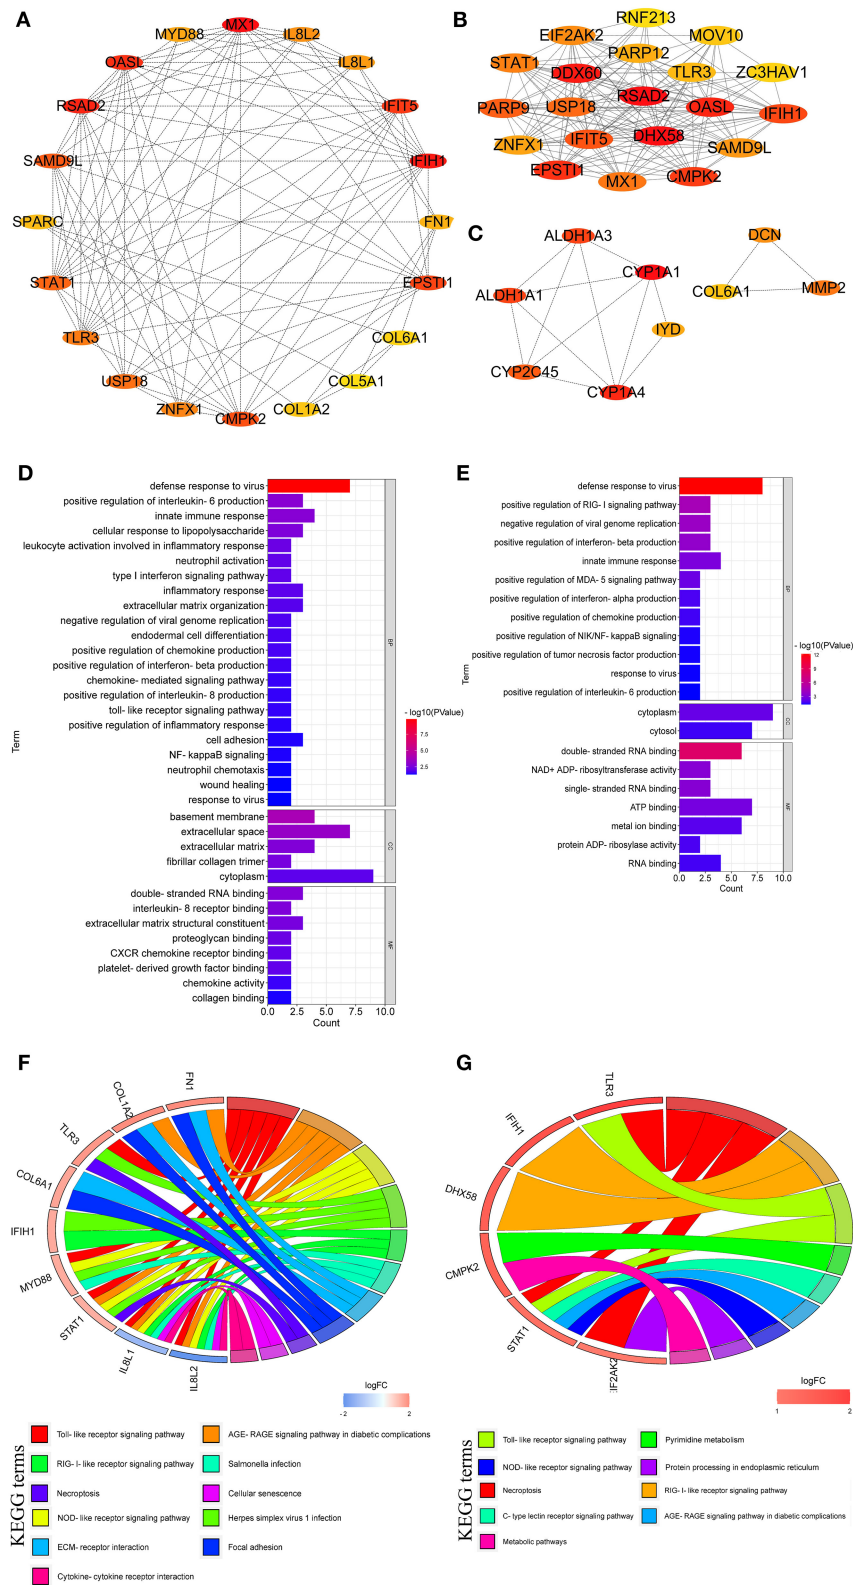 A
MX1
MYD88
IL8L2
OASL
IL8L1
RSAD2
IFIT5
SAMD9L
IFIH1
SPARC
FN1
STAT1
EPSTI1
TLR3
COL6A1
USP18
COL5A1
ZNFX1
COL1A2
CMPK2
B
RNF213
EIF2AK2
MOV10
PARP12
STAT1
DDX60
TLR3
ZC3HAV1
RSAD2
PARP9
USP18
OASL
IFIH1
ZNFX1
IFIT5
DHX58
SAMD9L
EPSTI1
MX1
CMPK2
C
ALDH1A3
DCN
CYP1A1
ALDH1A1
COL6A1
MMP2
IYD
CYP2C45
CYP1A4
D
Term
defense response to virus
positive regulation of interleukin- 6 production
innate immune response
cellular response to lipopolysaccharide
leukocyte activation involved in inflammatory response
neutrophil activation
type I interferon signaling pathway
inflammatory response
extracellular matrix organization
negative regulation of viral genome replication
endodermal cell differentiation
positive regulation of chemokine production
positive regulation of interferon- beta production
chemokine- mediated signaling pathway
positive regulation of interleukin- 8 production
toll- like receptor signaling pathway
positive regulation of inflammatory response
cell adhesion
NF- kappaB signaling
neutrophil chemotaxis
wound healing
response to virus
BP
basement membrane
extracellular space
extracellular matrix
fibrillar collagen trimer
cytoplasm
CC
double- stranded RNA binding
interleukin- 8 receptor binding
extracellular matrix structural constituent
proteoglycan binding
CXCR chemokine receptor binding
platelet- derived growth factor binding
chemokine activity
collagen binding
MF
0.0 2.5 5.0 7.5 10.0
Count
- log10(PValue)
7.5
5.0
2.5
E
Term
defense response to virus
positive regulation of RIG- I signaling pathway
negative regulation of viral genome replication
positive regulation of interferon- beta production
innate immune response
positive regulation of MDA- 5 signaling pathway
positive regulation of interferon- alpha production
positive regulation of chemokine production
positive regulation of NIK/NF- kappaB signaling
positive regulation of tumor necrosis factor production
response to virus
positive regulation of interleukin- 6 production
BP
cytoplasm
cytosol
CC
double- stranded RNA binding
NAD+ ADP- ribosyltransferase activity
single- stranded RNA binding
ATP binding
metal ion binding
protein ADP- ribosylase activity
RNA binding
MF
0.0 2.5 5.0 7.5 10.0
Count
- log10(PValue)
12
9
6
3
F
FN1
COL1A2
TLR3
COL6A1
IFIH1
MYD88
STAT1
IL8L1
IL8L2
logFC
-2 2
KEGG terms
Toll- like receptor signaling pathway
AGE- RAGE signaling pathway in diabetic complications
RIG- I- like receptor signaling pathway
Salmonella infection
Necroptosis
Cellular senescence
NOD- like receptor signaling pathway
Herpes simplex virus 1 infection
ECM- receptor interaction
Focal adhesion
Cytokine- cytokine receptor interaction
G
TLR3
IFIH1
DHX58
CMPK2
STAT1
EIF2AK2
logFC
1 2
KEGG terms
Toll- like receptor signaling pathway
Pyrimidine metabolism
NOD- like receptor signaling pathway
Protein processing in endoplasmic reticulum
Necroptosis
RIG- I- like receptor signaling pathway
C- type lectin receptor signaling pathway
AGE- RAGE signaling pathway in diabetic complications
Metabolic pathways